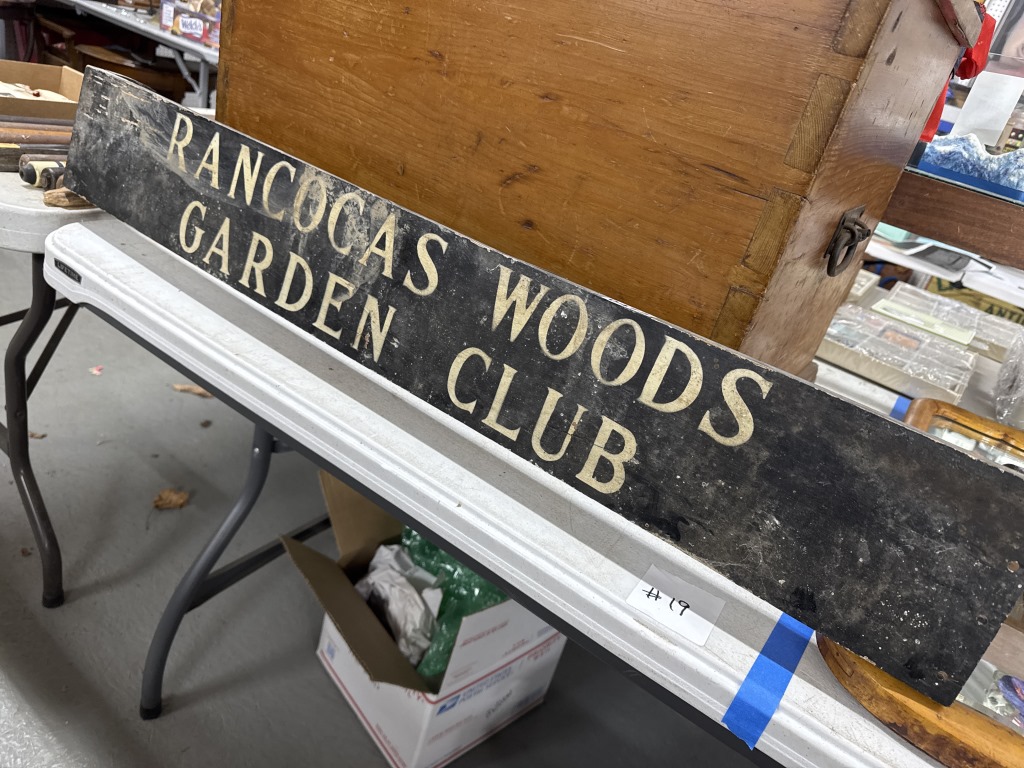 RANCOCAS WOODS
GARDEN CLUB
#19